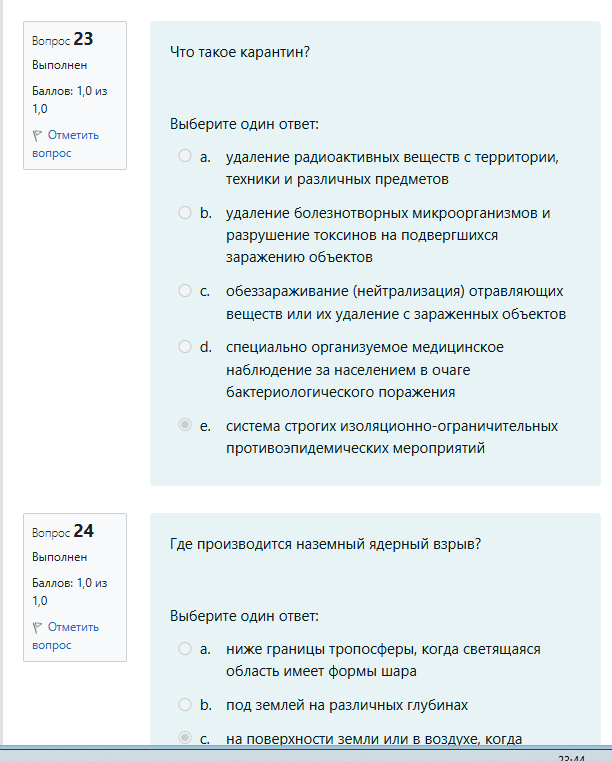 Вопрос 23
Выполнен
Баллов: 1,0 из
1,0
Отметить
вопрос
Что такое карантин?
Выберите один ответ:
a. удаление радиоактивных веществ с территории,
техники и различных предметов
b. удаление болезнотворных микроорганизмов и
разрушение токсинов на подвергшихся
заражению объектов
c. обеззараживание (нейтрализация) отравляющих
веществ или их удаление с зараженных объектов
d. специально организуемое медицинское
наблюдение за населением в очаге
бактериологического поражения
e. система строгих изоляционно-ограничительных
противоэпидемических мероприятий
Вопрос 24
Выполнен
Баллов: 1,0 из
1,0
Отметить
вопрос
Где производится наземный ядерный взрыв?
Выберите один ответ:
a. ниже границы тропосферы, когда светящаяся
область имеет формы шара
b. под землей на различных глубинах
c. на поверхности земли или в воздухе, когда
23:44